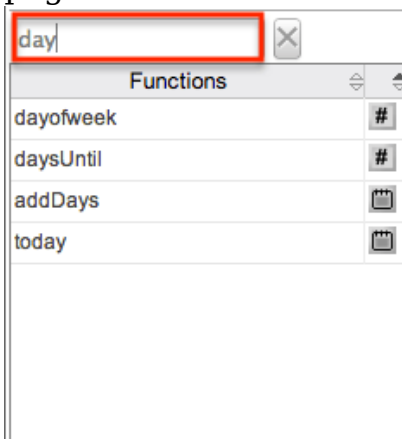 day
Functions
dayofweek #
daysUntil #
addDays
today